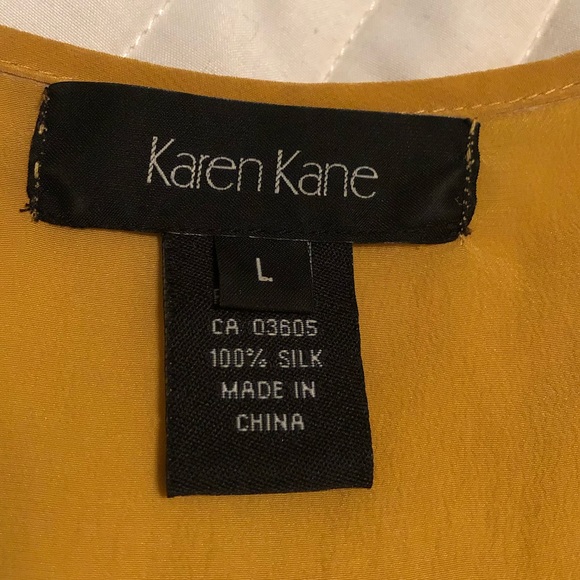 Karen Kane
L
CA 03605
100% SILK
MADE IN
CHINA